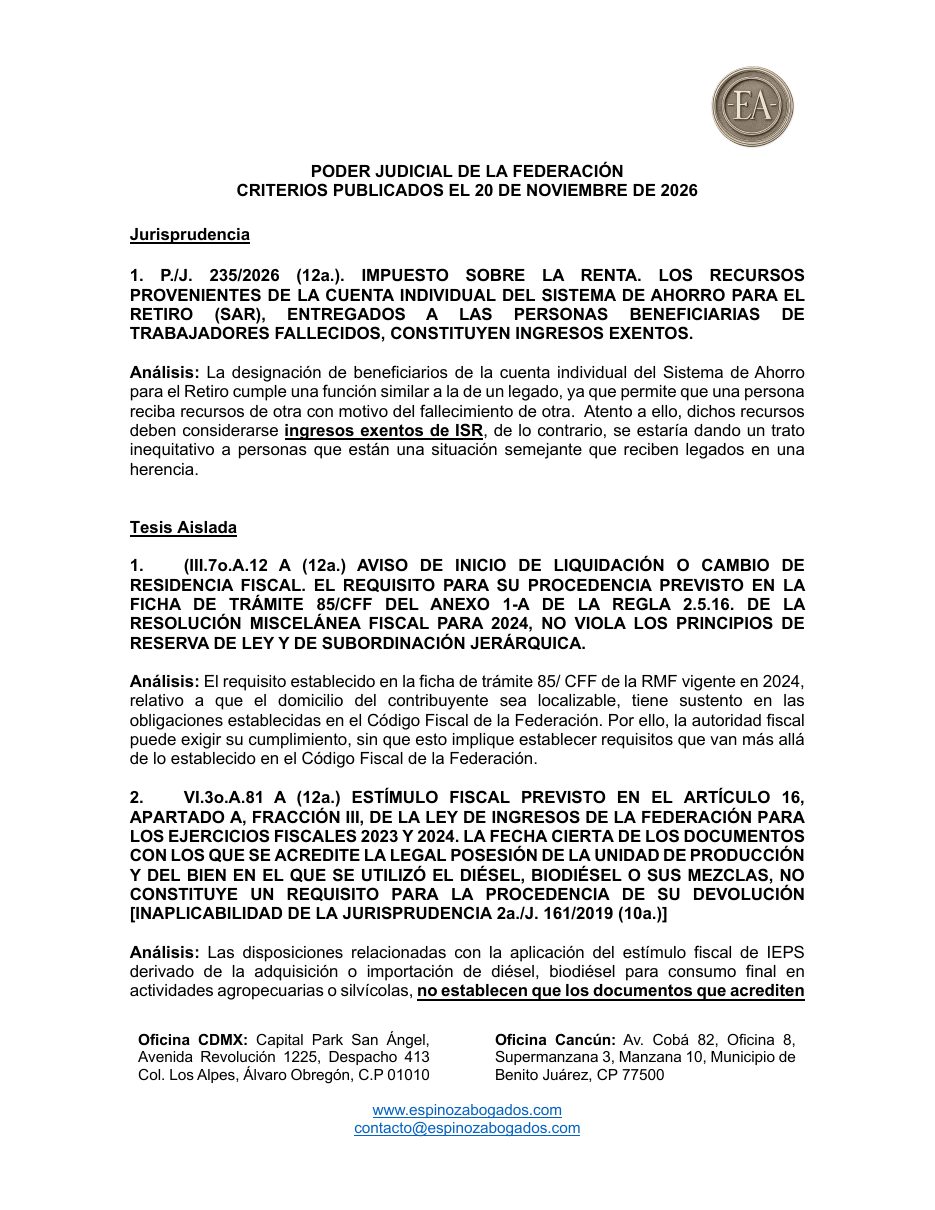 EA
PODER JUDICIAL DE LA FEDERACIÓN
CRITERIOS PUBLICADOS EL 20 DE NOVIEMBRE DE 2026
Jurisprudencia
1. P./J. 235/2026 (12a.). IMPUESTO SOBRE LA RENTA. LOS RECURSOS
PROVENIENTES DE LA CUENTA INDIVIDUAL DEL SISTEMA DE AHORRO PARA EL
RETIRO (SAR), ENTREGADOS A LAS PERSONAS BENEFICIARIAS DE
TRABAJADORES FALLECIDOS, CONSTITUYEN INGRESOS EXENTOS.
Análisis: La designación de beneficiarios de la cuenta individual del Sistema de Ahorro
para el Retiro cumple una función similar a la de un legado, ya que permite que una persona
reciba recursos de otra con motivo del fallecimiento de otra. Atento a ello, dichos recursos
deben considerarse ingresos exentos de ISR, de lo contrario, se estaría dando un trato
inequitativo a personas que están una situación semejante que reciben legados en una
herencia.
Tesis Aislada
1. (III.7o.A.12 A (12a.) AVISO DE INICIO DE LIQUIDACIÓN O CAMBIO DE
RESIDENCIA FISCAL. EL REQUISITO PARA SU PROCEDENCIA PREVISTO EN LA
FICHA DE TRÁMITE 85/CFF DEL ANEXO 1-A DE LA REGLA 2.5.16. DE LA
RESOLUCIÓN MISCELÁNEA FISCAL PARA 2024, NO VIOLA LOS PRINCIPIOS DE
RESERVA DE LEY Y DE SUBORDINACIÓN JERÁRQUICA.
Análisis: El requisito establecido en la ficha de trámite 85/ CFF de la RMF vigente en 2024,
relativo a que el domicilio del contribuyente sea localizable, tiene sustento en las
obligaciones establecidas en el Código Fiscal de la Federación. Por ello, la autoridad fiscal
puede exigir su cumplimiento, sin que esto implique establecer requisitos que van más allá
de lo establecido en el Código Fiscal de la Federación.
2. VI.3o.A.81 A (12a.) ESTÍMULO FISCAL PREVISTO EN EL ARTÍCULO 16,
APARTADO A, FRACCIÓN III, DE LA LEY DE INGRESOS DE LA FEDERACIÓN PARA
LOS EJERCICIOS FISCALES 2023 Y 2024. LA FECHA CIERTA DE LOS DOCUMENTOS
CON LOS QUE SE ACREDITE LA LEGAL POSESIÓN DE LA UNIDAD DE PRODUCCIÓN
Y DEL BIEN EN EL QUE SE UTILIZÓ EL DIÉSEL, BIODIÉSEL O SUS MEZCLAS, NO
CONSTITUYE UN REQUISITO PARA LA PROCEDENCIA DE SU DEVOLUCIÓN
[INAPLICABILIDAD DE LA JURISPRUDENCIA 2a./J. 161/2019 (10a.)]
Análisis: Las disposiciones relacionadas con la aplicación del estímulo fiscal de IEPS
derivado de la adquisición o importación de diésel, biodiésel para consumo final en
actividades agropecuarias o silvícolas, no establecen que los documentos que acrediten
Oficina CDMX: Capital Park San Ángel,
Avenida Revolución 1225, Despacho 413
Col. Los Alpes, Álvaro Obregón, C.P 01010
Oficina Cancún: Av. Cobá 82, Oficina 8,
Supermanzana 3, Manzana 10, Municipio de
Benito Juárez, CP 77500
www.espinozabogados.com
contacto@espinozabogados.com